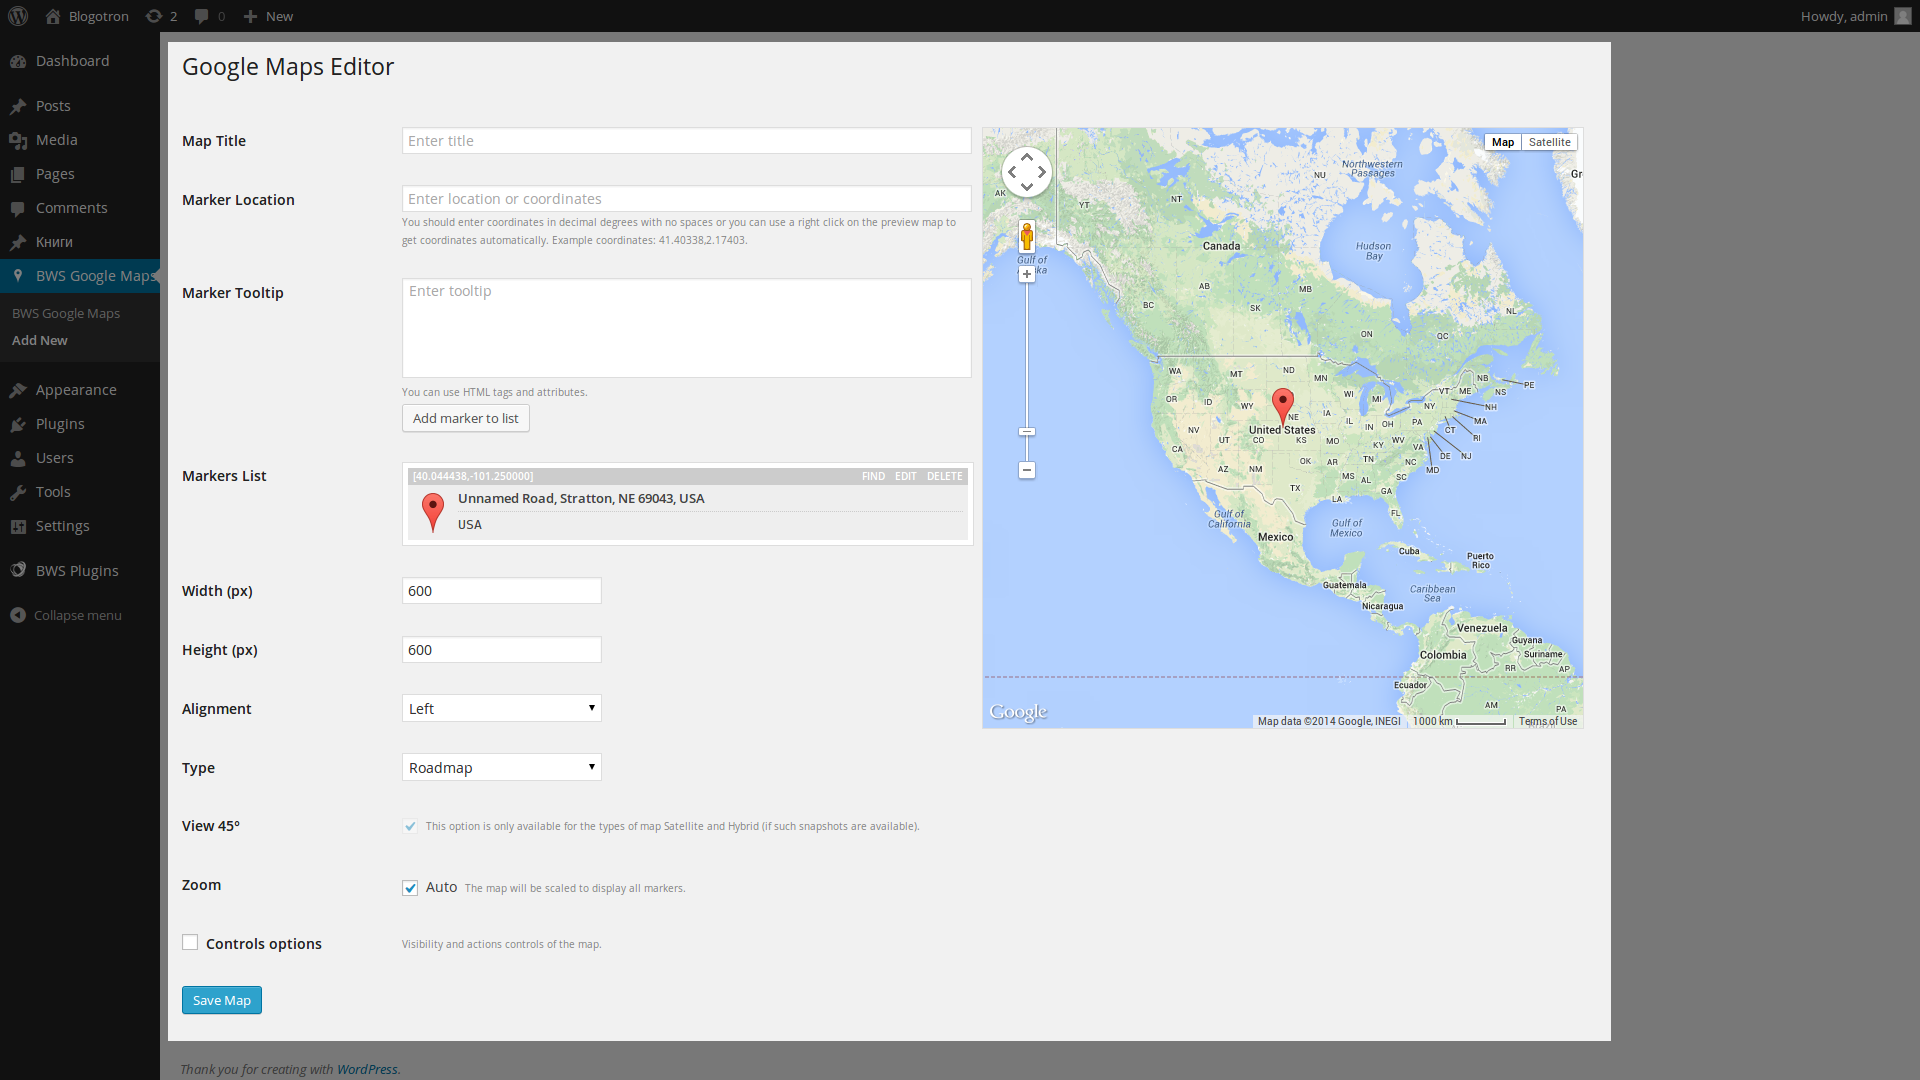 Blogotron
2
0
New
Howdy, admin
Dashboard
Posts
Media
Pages
Comments
Книги
BWS Google Maps
BWS Google Maps
Add New
Appearance
Plugins
Users
Tools
Settings
BWS Plugins
Collapse menu
Google Maps Editor
Map Title
Enter title
Marker Location
Enter location or coordinates
You should enter coordinates in decimal degrees with no spaces or you can use a right click on the preview map to
get coordinates automatically. Example coordinates: 41.40338,2.17403.
Marker Tooltip
Enter tooltip
You can use HTML tags and attributes.
Add marker to list
Markers List
[40.044438,-101.250000]
FIND EDIT DELETE
Unnamed Road, Stratton, NE 69043, USA
USA
Width (px)
600
Height (px)
600
Alignment
Left
Type
Roadmap
View 45°
This option is only available for the types of map Satellite and Hybrid (if such snapshots are available).
Zoom
Auto
The map will be scaled to display all markers.
Controls options
Visibility and actions controls of the map.
Save Map
Map
Satellite
Northwestern
Passages
NU
Gr
AK
YT
NT
Canada
Hudson
Bay
Gulf of
AB
MB
BC
SK
NL
ON
QC
WA
MT
ND
MN
NB
PE
OR
ID
WY
WI
MI
VT
ME
NS
NY
NH
NE
IA
IL
IN
OH
PA
MA
United States
NV
UT
CO
KS
MO
KY
WV
VA
CT
RI
CA
AZ
NM
OK
AR
TN
NC
DE
NJ
MD
TX
MS
AL
SC
GA
LA
FL
Gulf of
California
Gulf of
Mexico
Mexico
Cuba
Puerto
Rico
Guatemala
Caribbean
Sea
Nicaragua
Venezuela
Guyana
Colombia
Suriname
RR
AP
Ecuador
AM
PA
Google
Map data ©2014 Google, INEGI
1000 km
Terms of Use
Thank you for creating with WordPress.